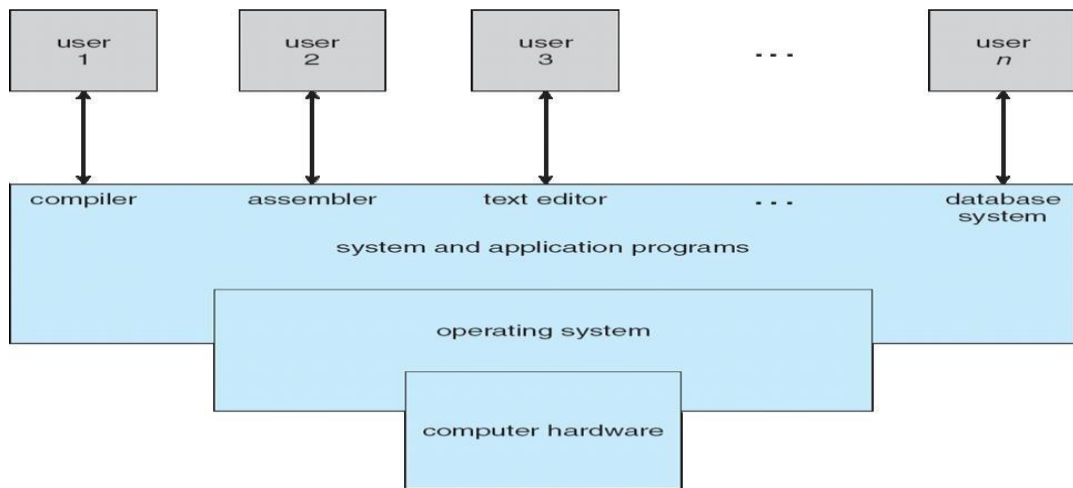 user
1
user
2
user
3
...
user
n
compiler
assembler
text editor
...
database
system
system and application programs
operating system
computer hardware